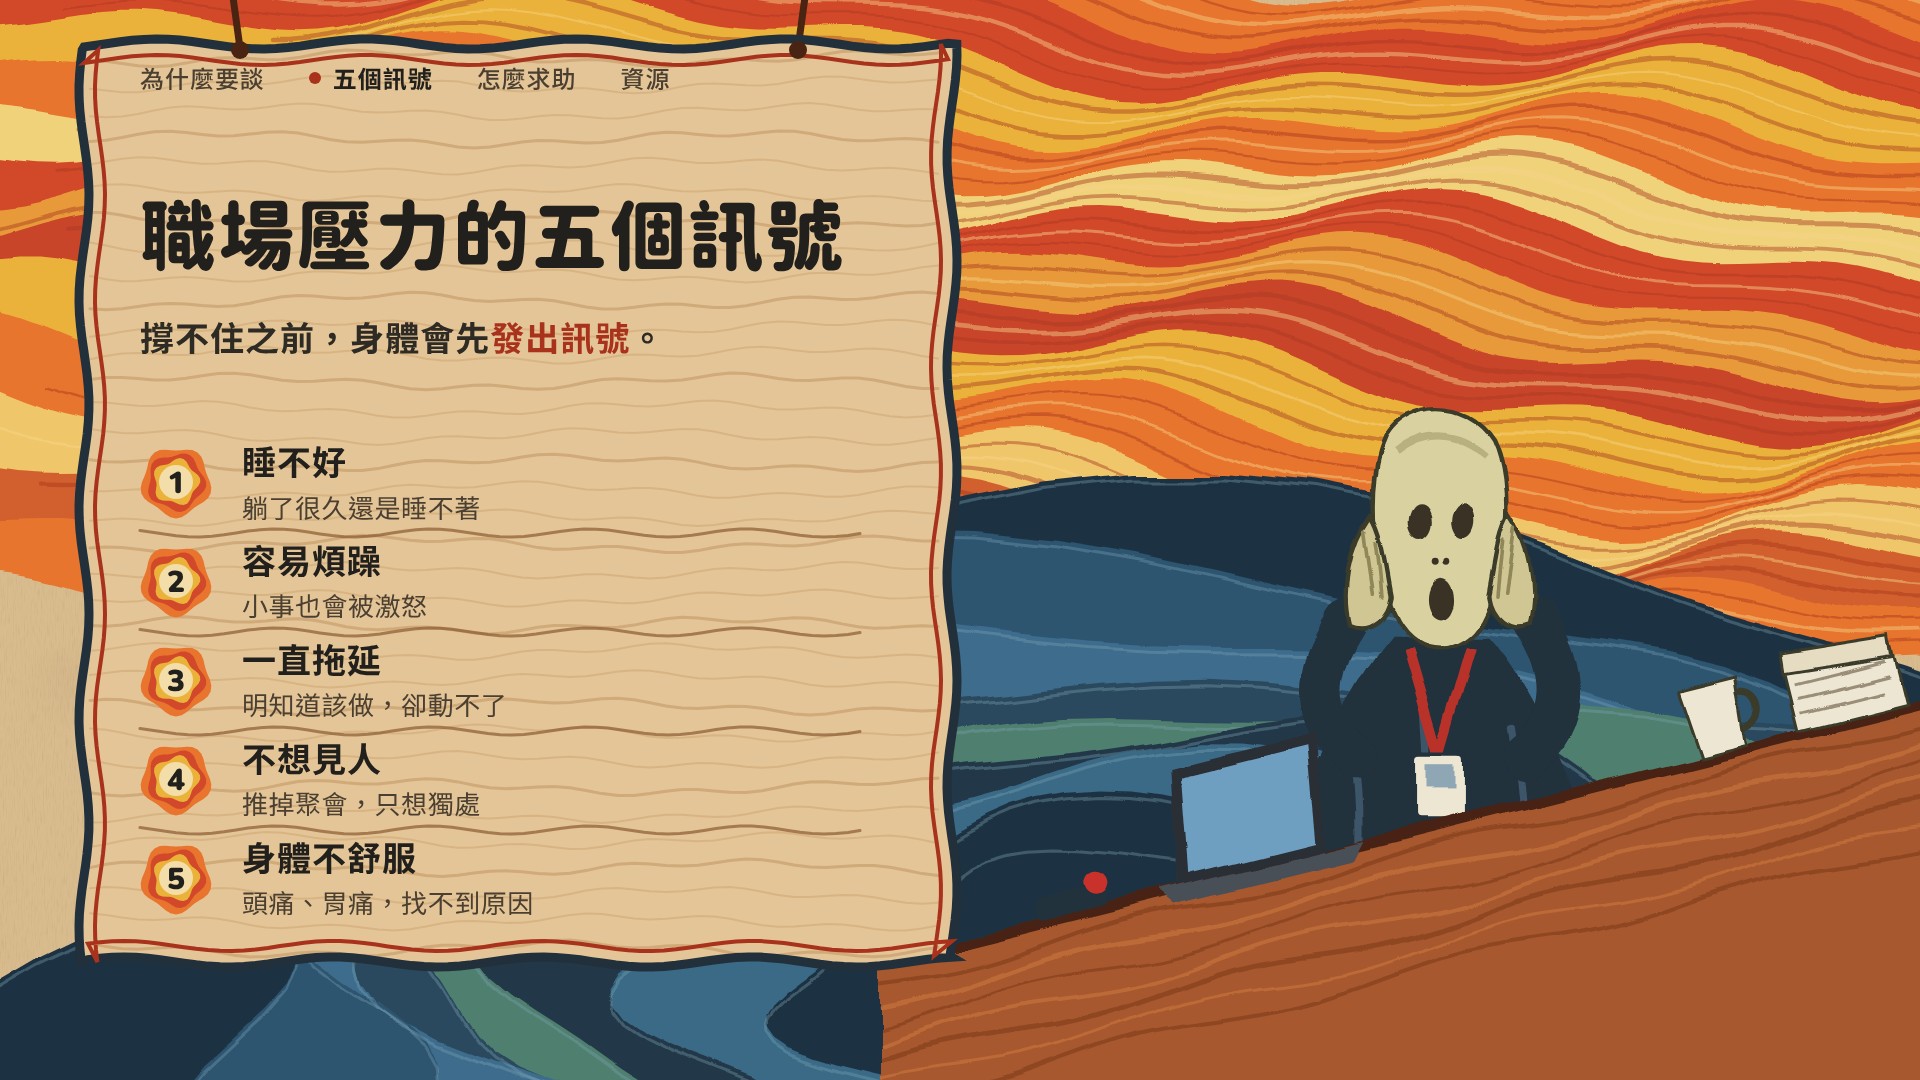 為什麼要談 五個訊號 怎麼求助 資源
職場壓力的五個訊號
撐不住之前，身體會先發出訊號。
1 睡不好
躺了很久還是睡不著
2 容易煩躁
小事也會被激怒
3 一直拖延
明知道該做，卻動不了
4 不想見人
推掉聚會，只想獨處
5 身體不舒服
頭痛、胃痛，找不到原因